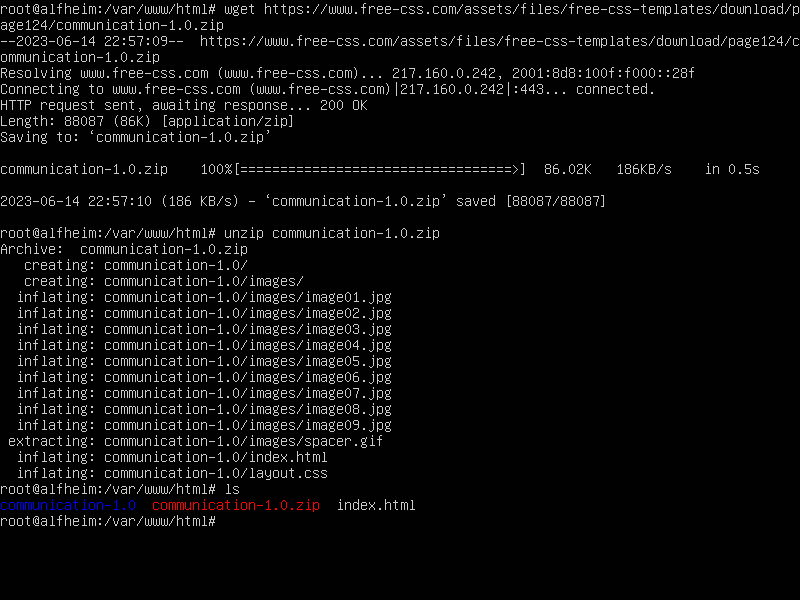 root@alfheim:/var/www/html# wget https://www.free-css.com/assets/files/free-css-templates/download/p
age124/communication-1.0.zip
--2023-06-14 22:57:09--  https://www.free-css.com/assets/files/free-css-templates/download/page124/c
ommunication-1.0.zip
Resolving www.free-css.com (www.free-css.com)... 217.160.0.242, 2001:8d8:100f:f000::28f
Connecting to www.free-css.com (www.free-css.com)|217.160.0.242|:443... connected.
HTTP request sent, awaiting response... 200 OK
Length: 88087 (86K) [application/zip]
Saving to: ‘communication-1.0.zip’
communication-1.0.zip    100%[==================================>]  86.02K   186KB/s    in 0.5s
2023-06-14 22:57:10 (186 KB/s) - ‘communication-1.0.zip’ saved [88087/88087]
root@alfheim:/var/www/html# unzip communication-1.0.zip
Archive:  communication-1.0.zip
   creating: communication-1.0/
   creating: communication-1.0/images/
  inflating: communication-1.0/images/image01.jpg
  inflating: communication-1.0/images/image02.jpg
  inflating: communication-1.0/images/image03.jpg
  inflating: communication-1.0/images/image04.jpg
  inflating: communication-1.0/images/image05.jpg
  inflating: communication-1.0/images/image06.jpg
  inflating: communication-1.0/images/image07.jpg
  inflating: communication-1.0/images/image08.jpg
  inflating: communication-1.0/images/image09.jpg
 extracting: communication-1.0/images/spacer.gif
  inflating: communication-1.0/index.html
  inflating: communication-1.0/layout.css
root@alfheim:/var/www/html# ls
communication-1.0  communication-1.0.zip  index.html
root@alfheim:/var/www/html#